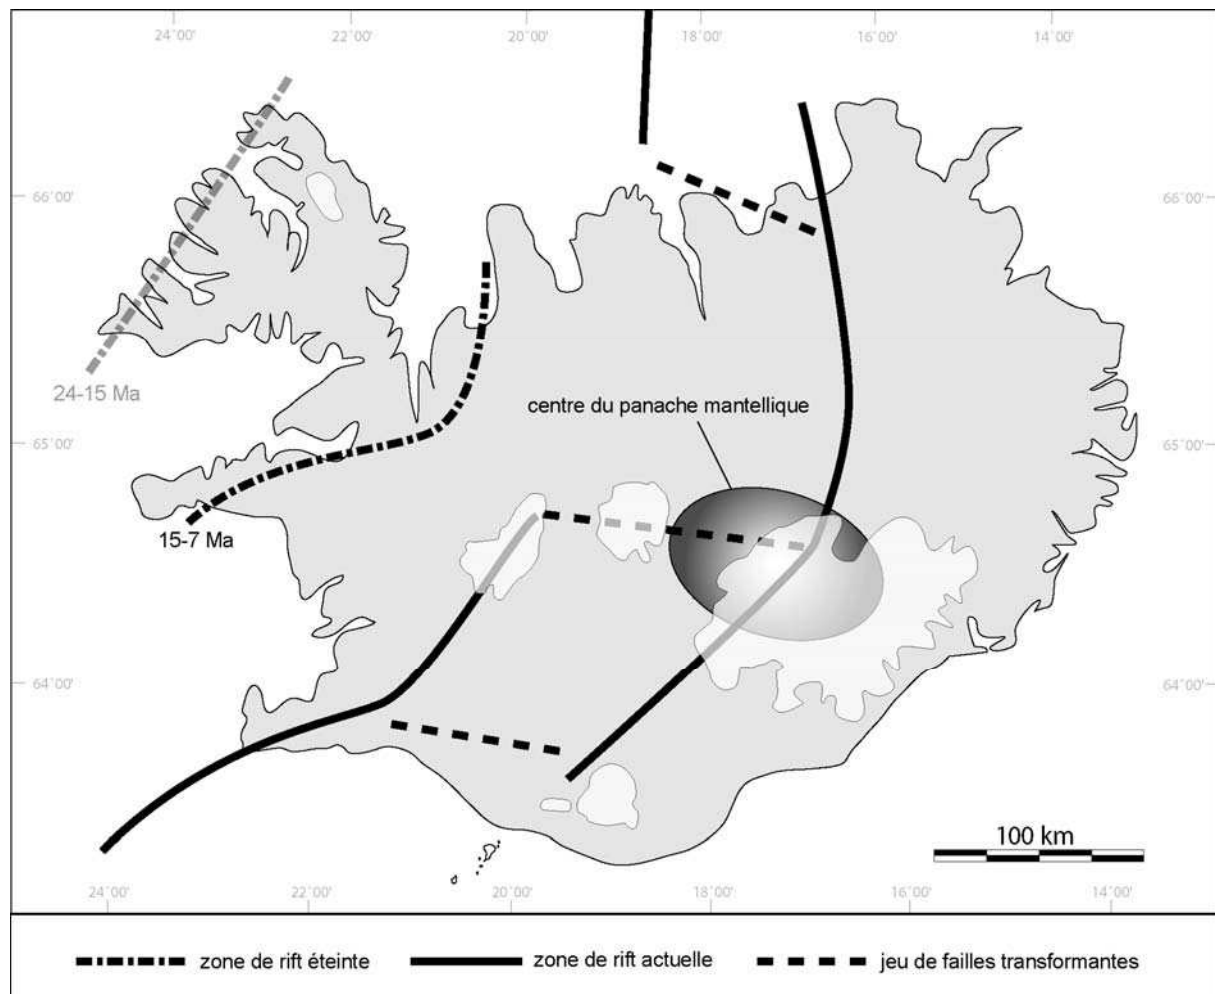 24°00' 22°00' 20°00' 18°00' 16°00' 14°00'
66°00' 66°00'
24-15 Ma
centre du panache mantellique
65°00' 65°00'
15-7 Ma
64°00' 64°00'
100 km
24°00' 22°00' 20°00' 18°00' 16°00' 14°00'
zone de rift éteinte zone de rift actuelle jeu de failles transformantes